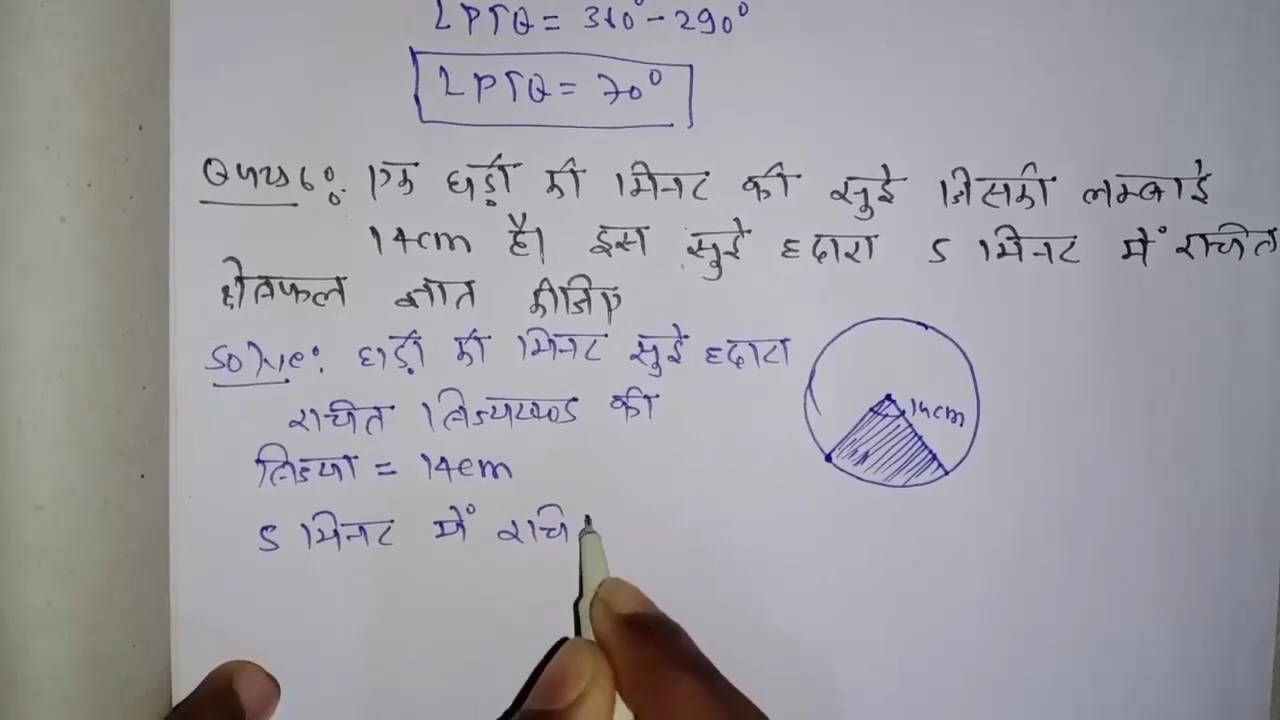 ∠PTQ = 360° - 290°
∠PTQ = 70°
Ques 6: एक घड़ी की मिनट की सुई जिसकी लम्बाई
14cm है। इस सुई द्दारा 5 मिनट में रचित
क्षेत्रफल ज्ञात कीजिए
Solve: घड़ी की मिनट सुई द्दारा
रचित त्रिज्यखण्ड की
14cm
त्रिज्या = 14cm
5 मिनट में रचि